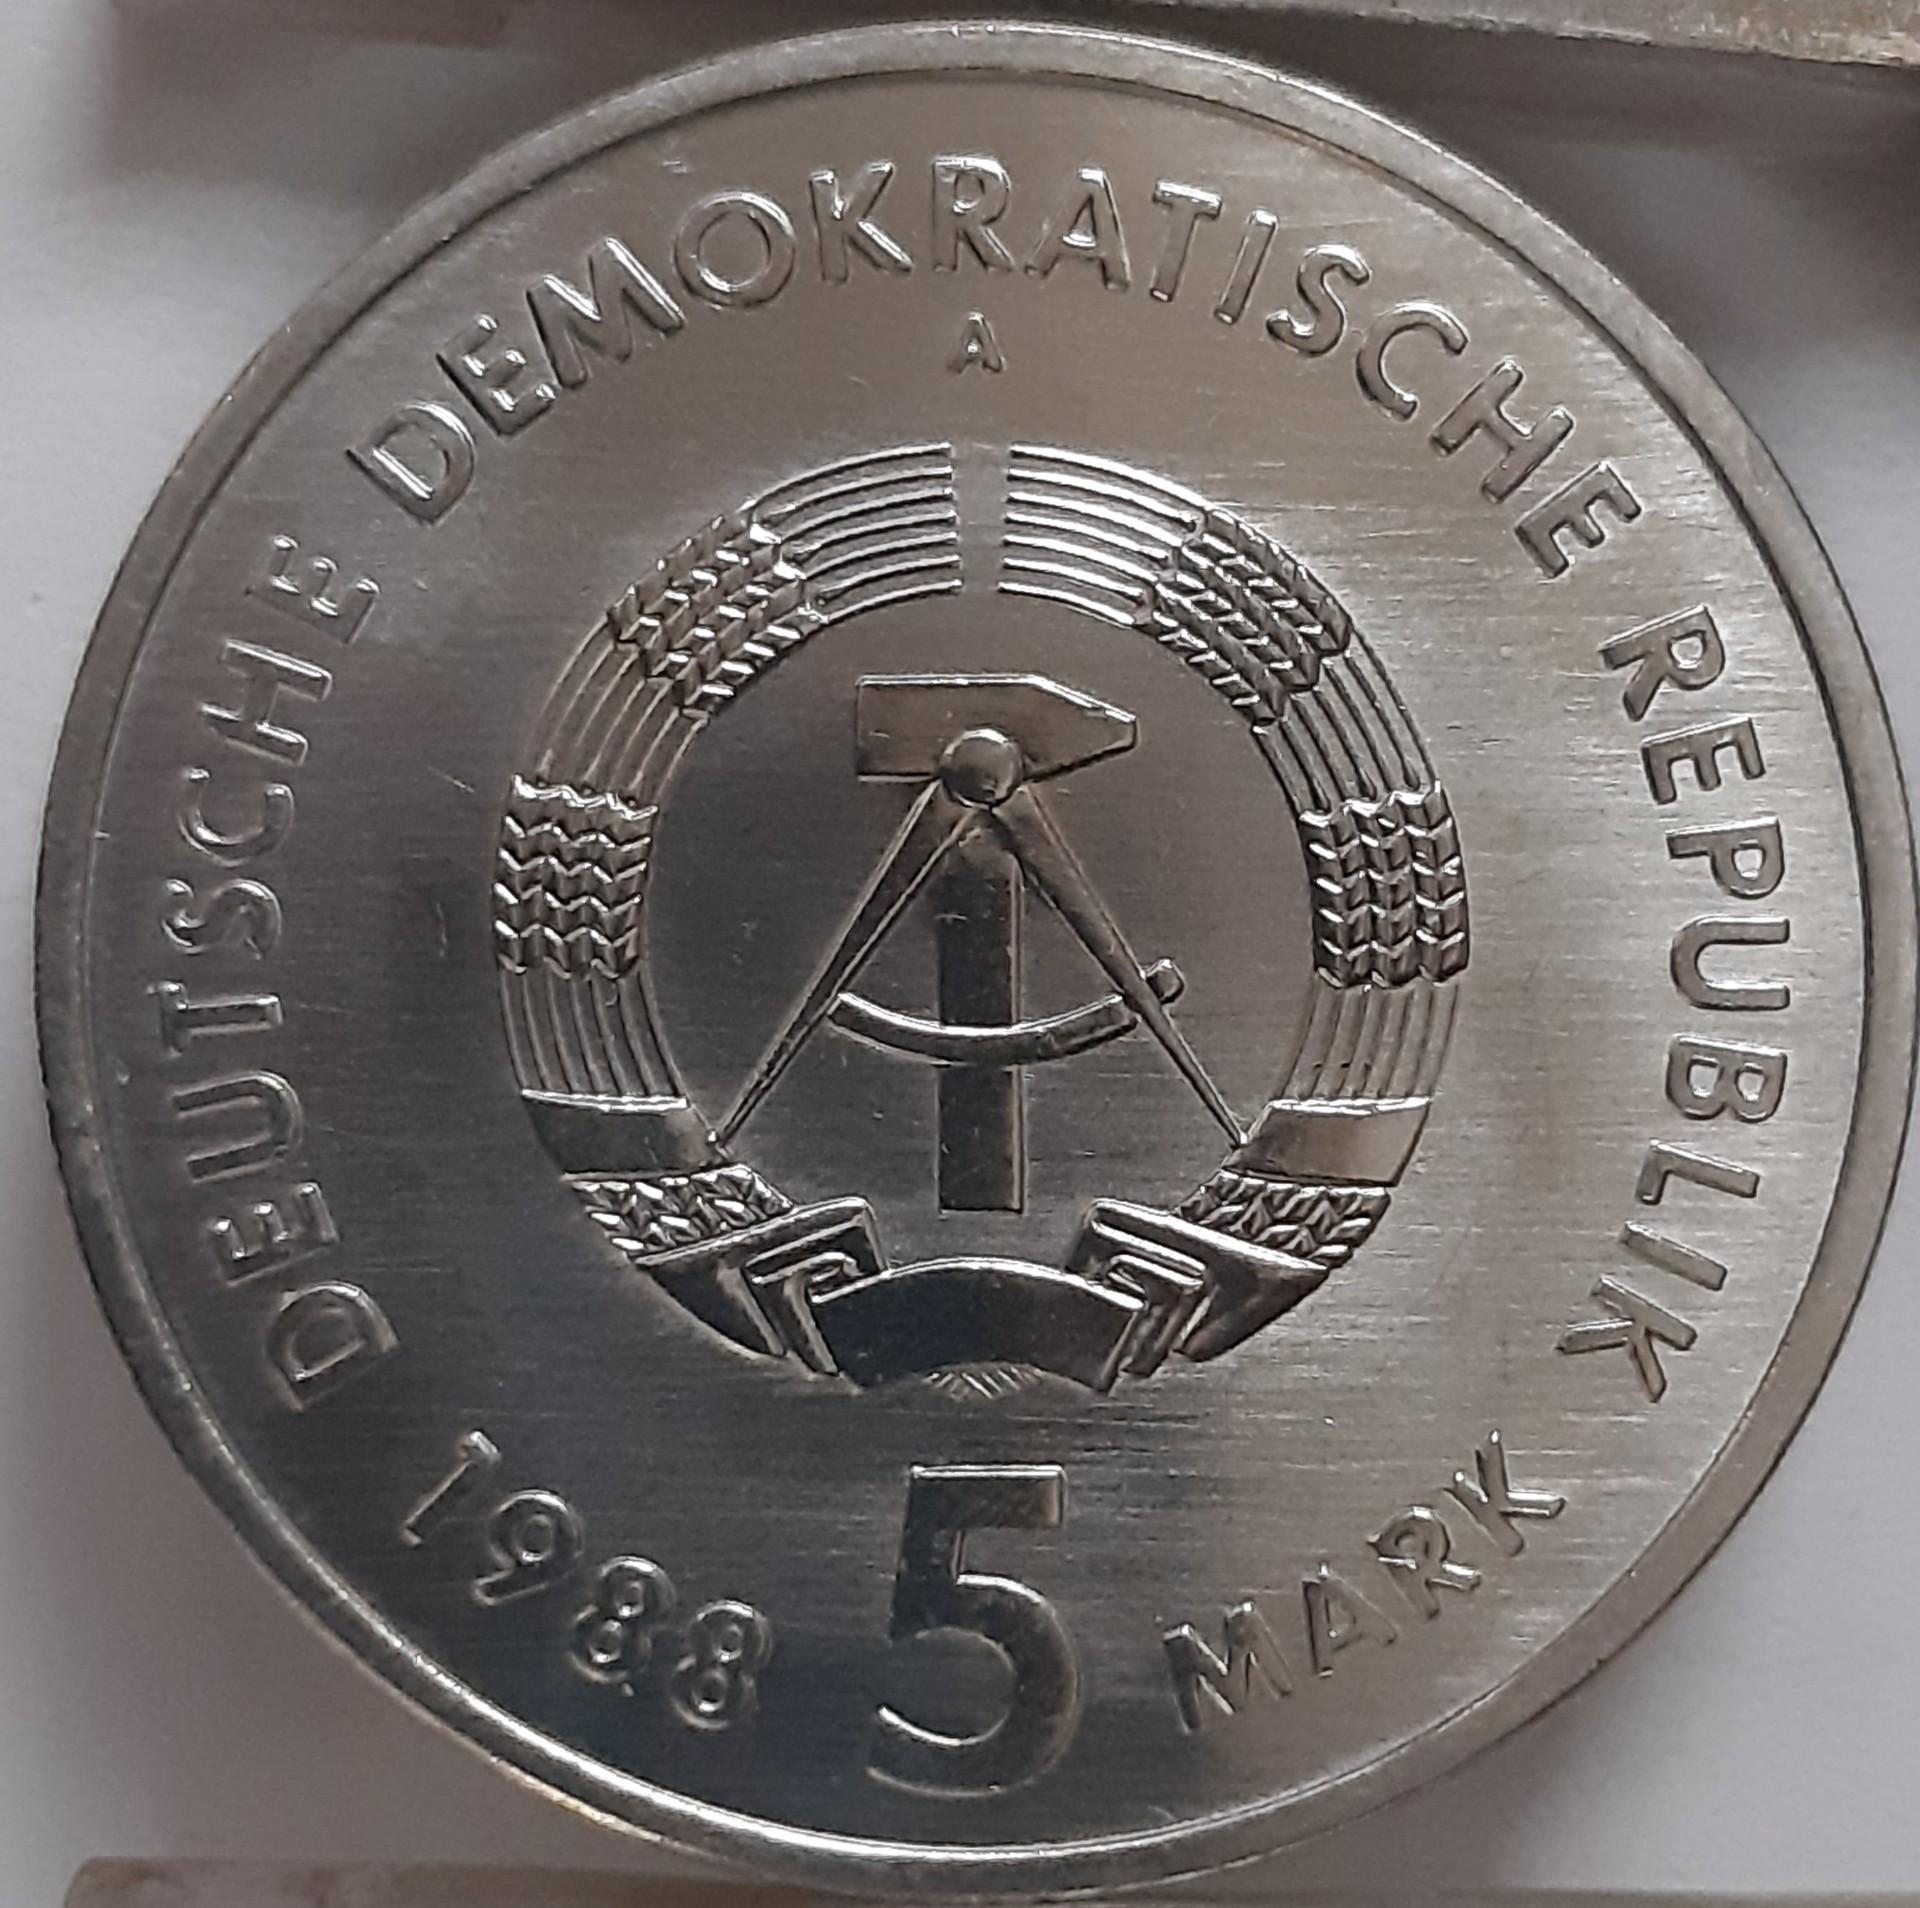 DEUTSCHE DEMOKRATISCHE REPUBLIK
A
1988 5 MARK